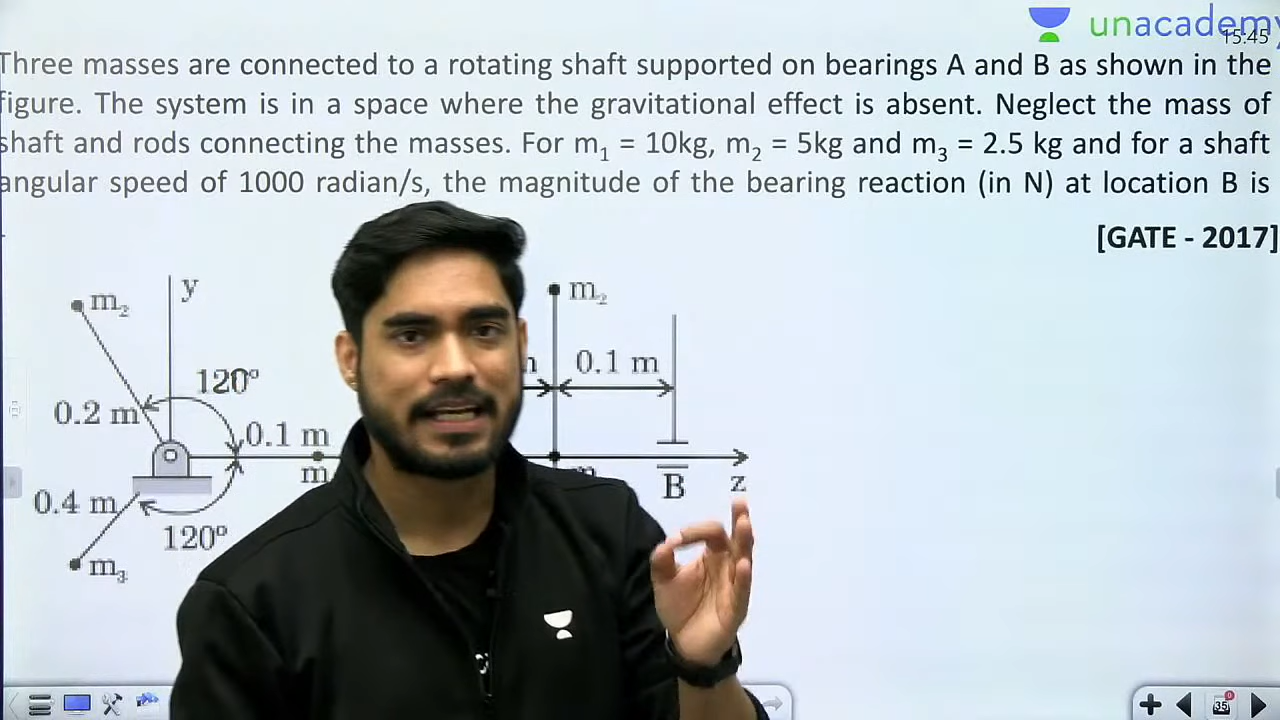 unacademy
15:45
Three masses are connected to a rotating shaft supported on bearings A and B as shown in the
figure. The system is in a space where the gravitational effect is absent. Neglect the mass of
shaft and rods connecting the masses. For m₁ = 10kg, m₂ = 5kg and m₃ = 2.5 kg and for a shaft
angular speed of 1000 radian/s, the magnitude of the bearing reaction (in N) at location B is
[GATE - 2017]
m₂
y
m₂
120º
0.1 m
0.2 m
0.1 m
m
B
z
0.4 m
120º
m₃
35